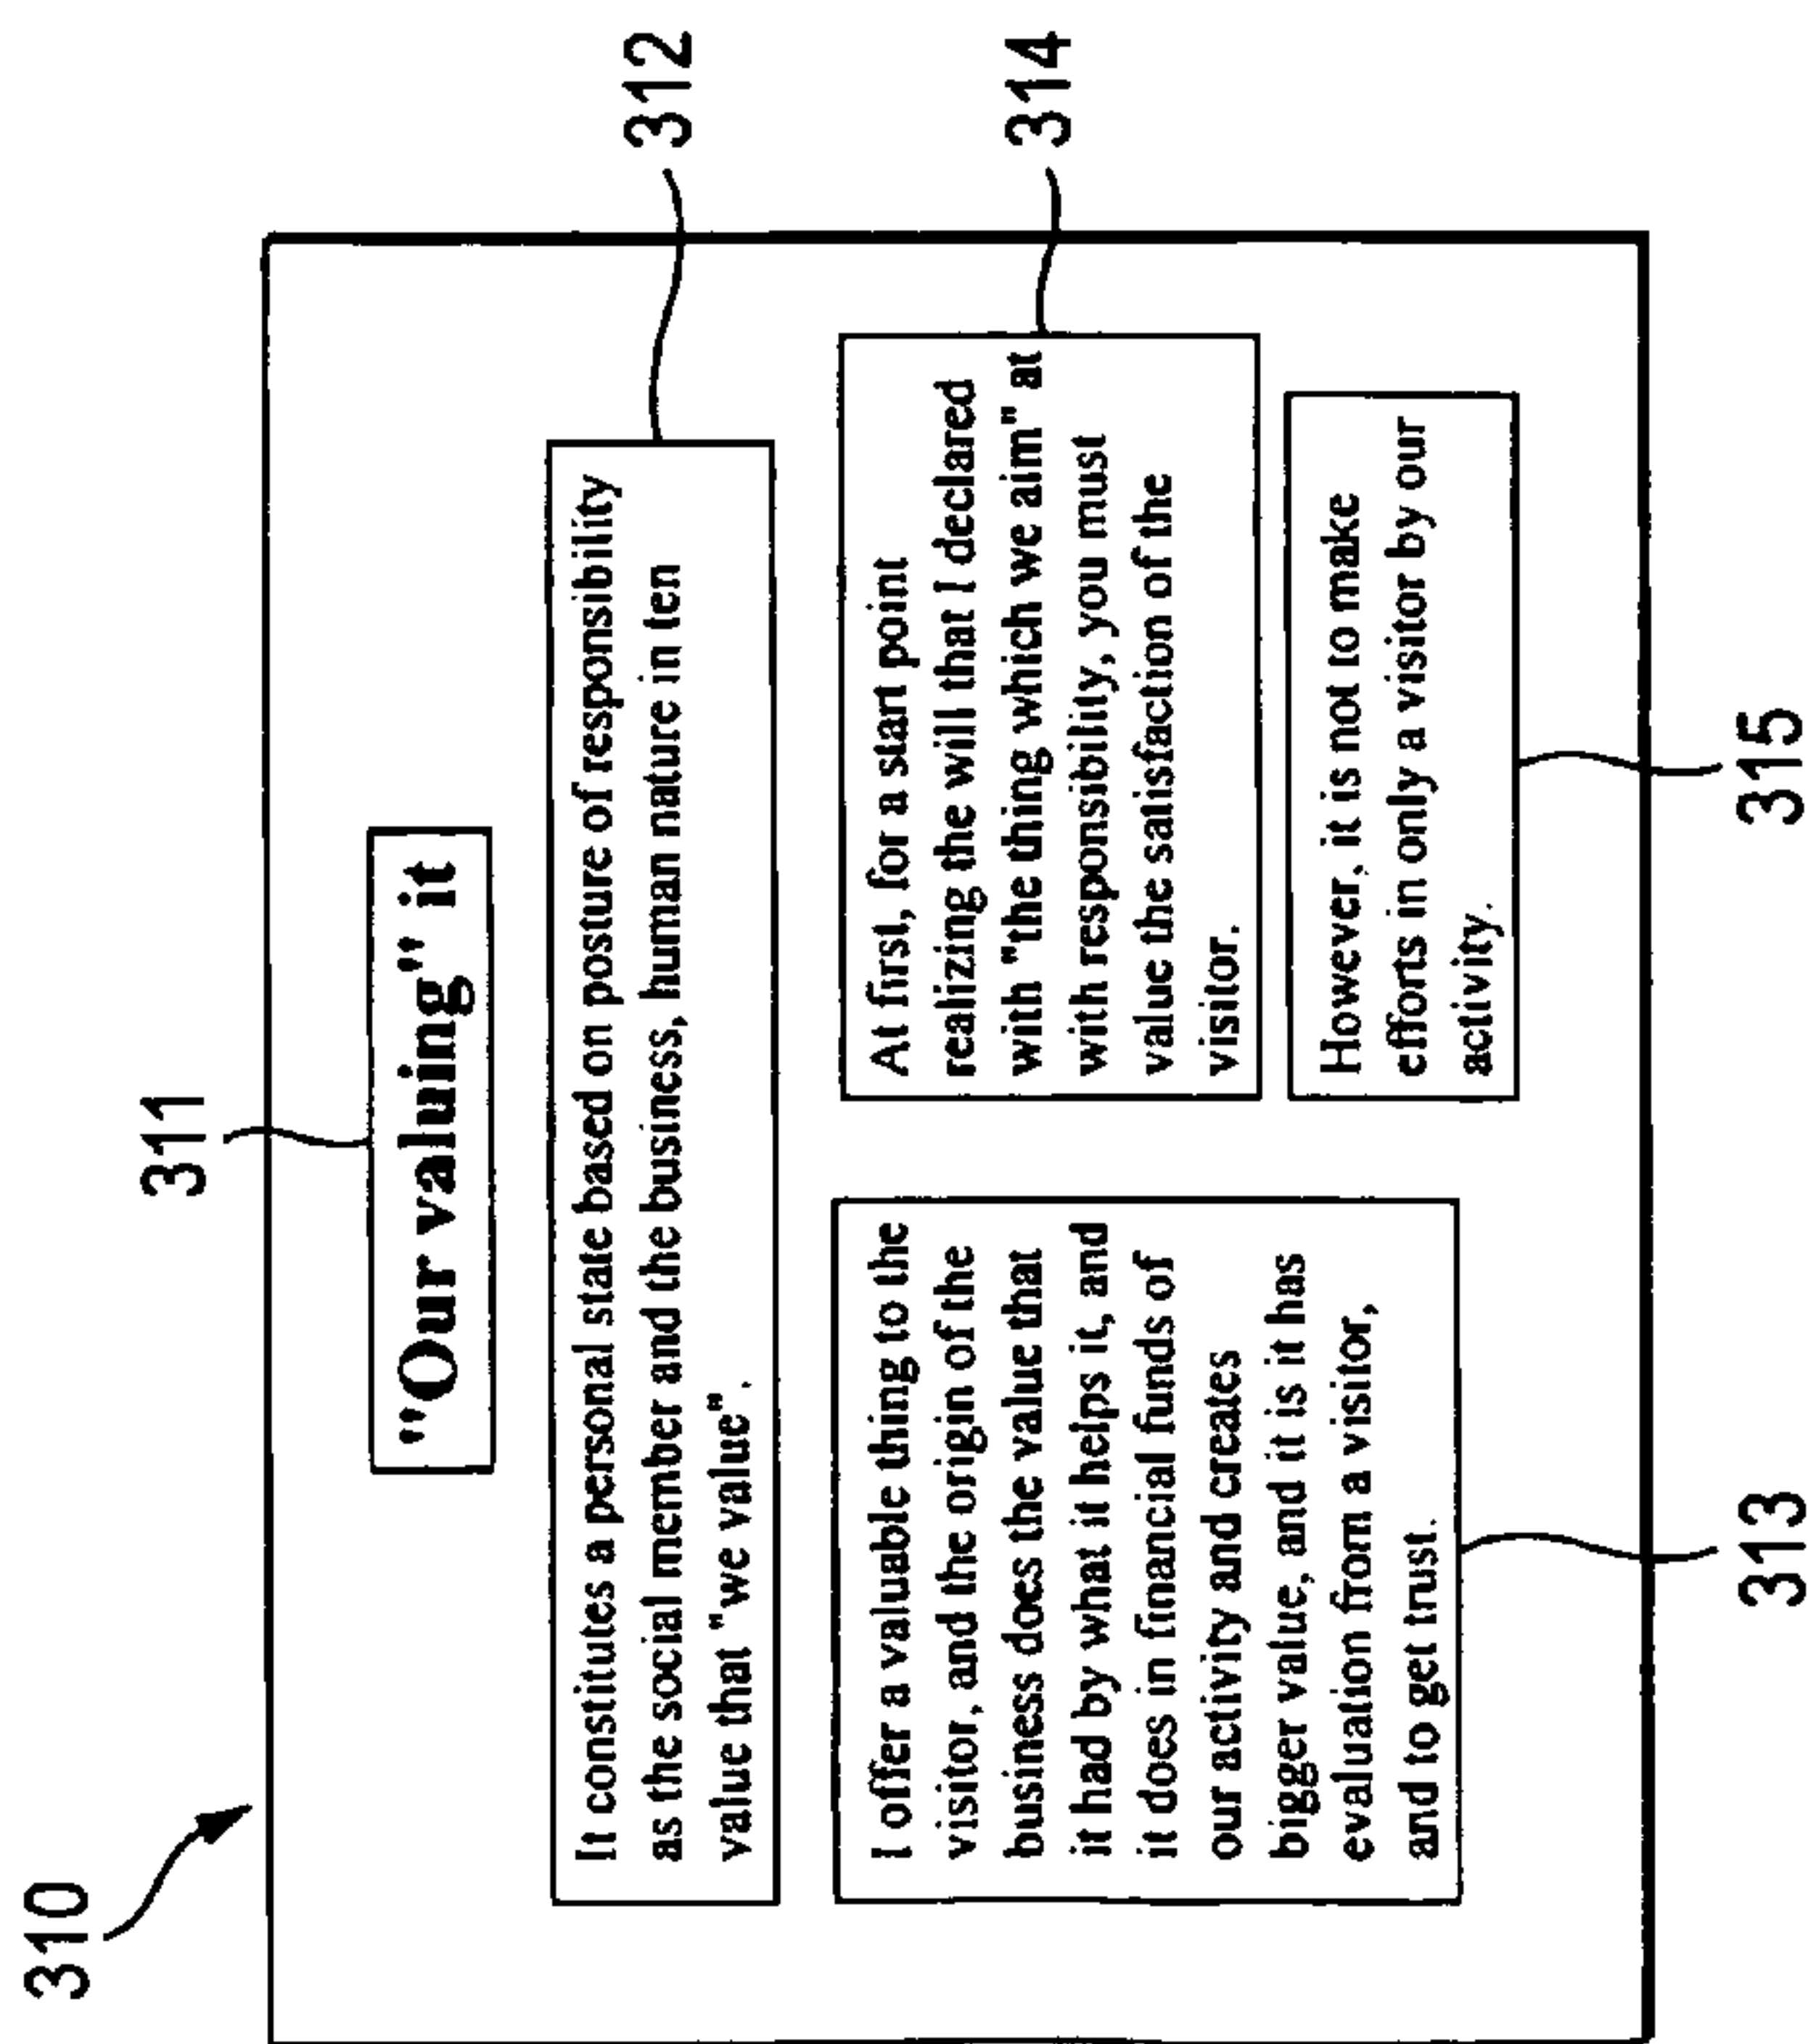 310
311
"Our valuing" it
312
It constitutes a personal state based on posture of responsibility
as the social member and the business, human nature in ten
value that "we value".
313
I offer a valuable thing to the
visitor, and the origin of the
business does the value that
it had by what it helps it, and
it does in financial funds of
our activity and creates
bigger value, and it is it has
evaluation from a visitor,
and to get trust.
314
At first, for a start point
realizing the will that I declared
with "the thing which we aim" at
with responsibility, you must
value the satisfaction of the
visitor.
315
However, it is not to make
efforts in only a visitor by our
activity.